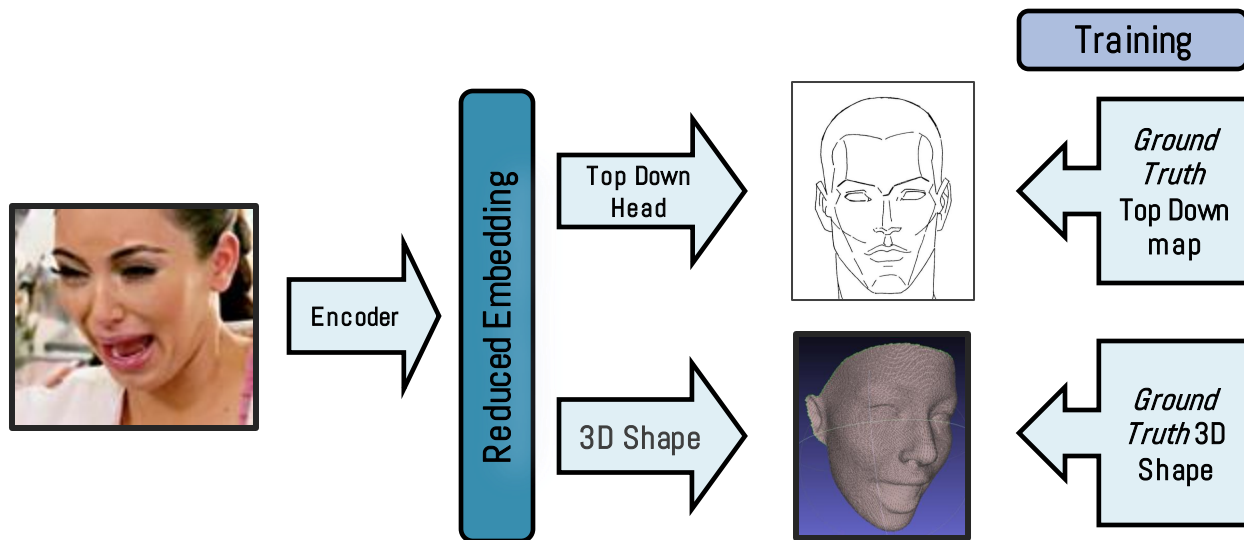 Training
Encoder
Reduced Embedding
Top Down
Head
Ground
Truth
Top Down
map
3D Shape
Ground
Truth 3D
Shape